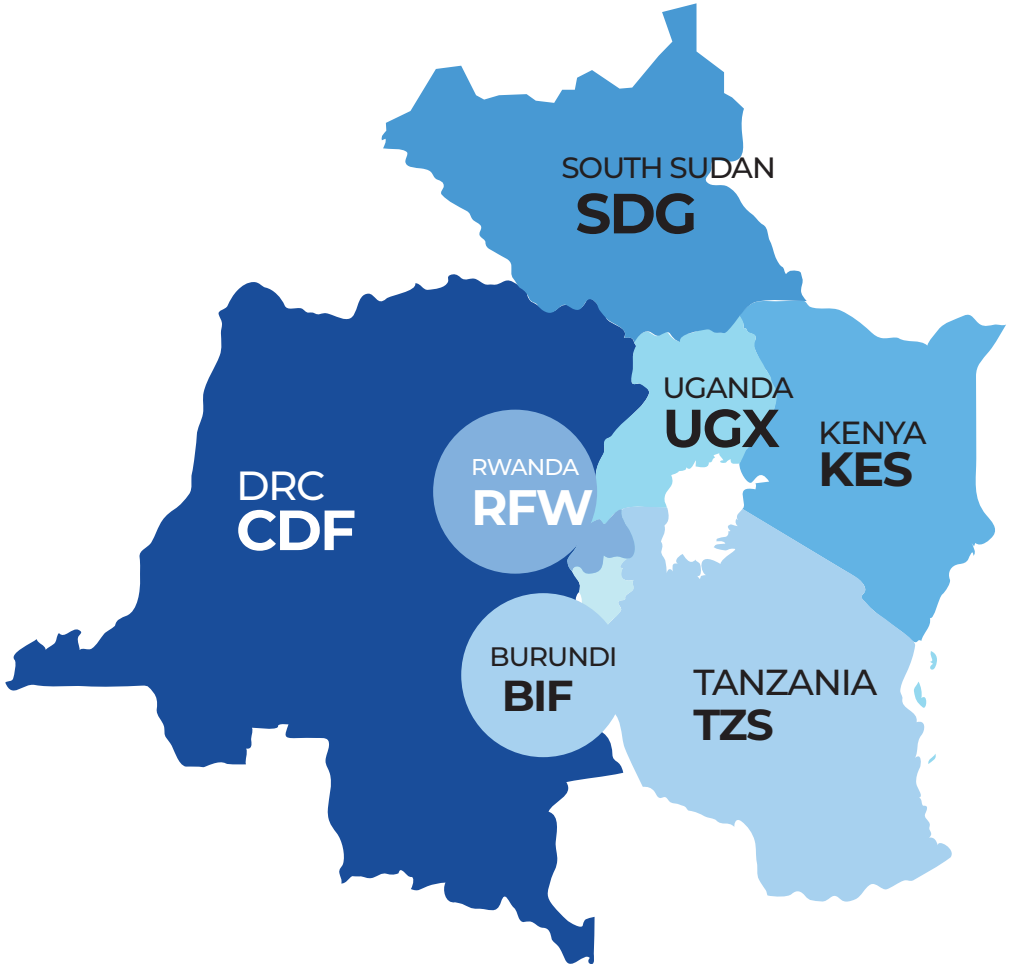 SOUTH SUDAN
SDG
UGANDA
UGX
KENYA
KES
RWANDA
RFW
DRC
CDF
BURUNDI
BIF
TANZANIA
TZS